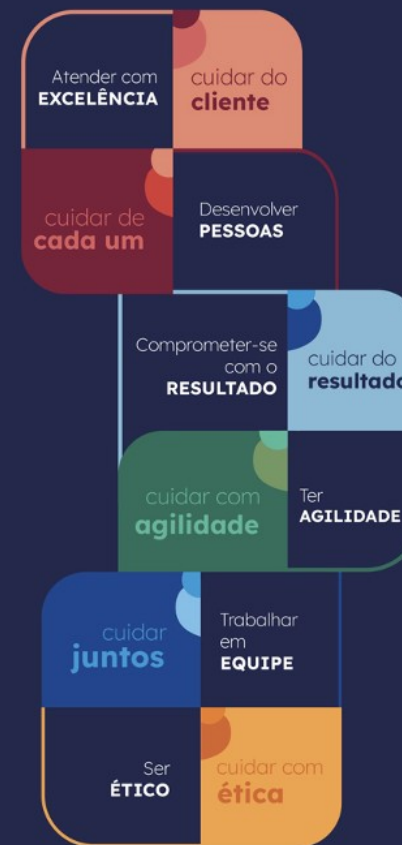 Atender com
EXCELÊNCIA
cuidar do
cliente
cuidar de
cada um
Desenvolver
PESSOAS
Comprometer-se
com o
RESULTADO
cuidar do
resultado
cuidar com
agilidade
Ter
AGILIDADE
cuidar
juntos
Trabalhar
em
EQUIPE
Ser
ÉTICO
cuidar com
ética